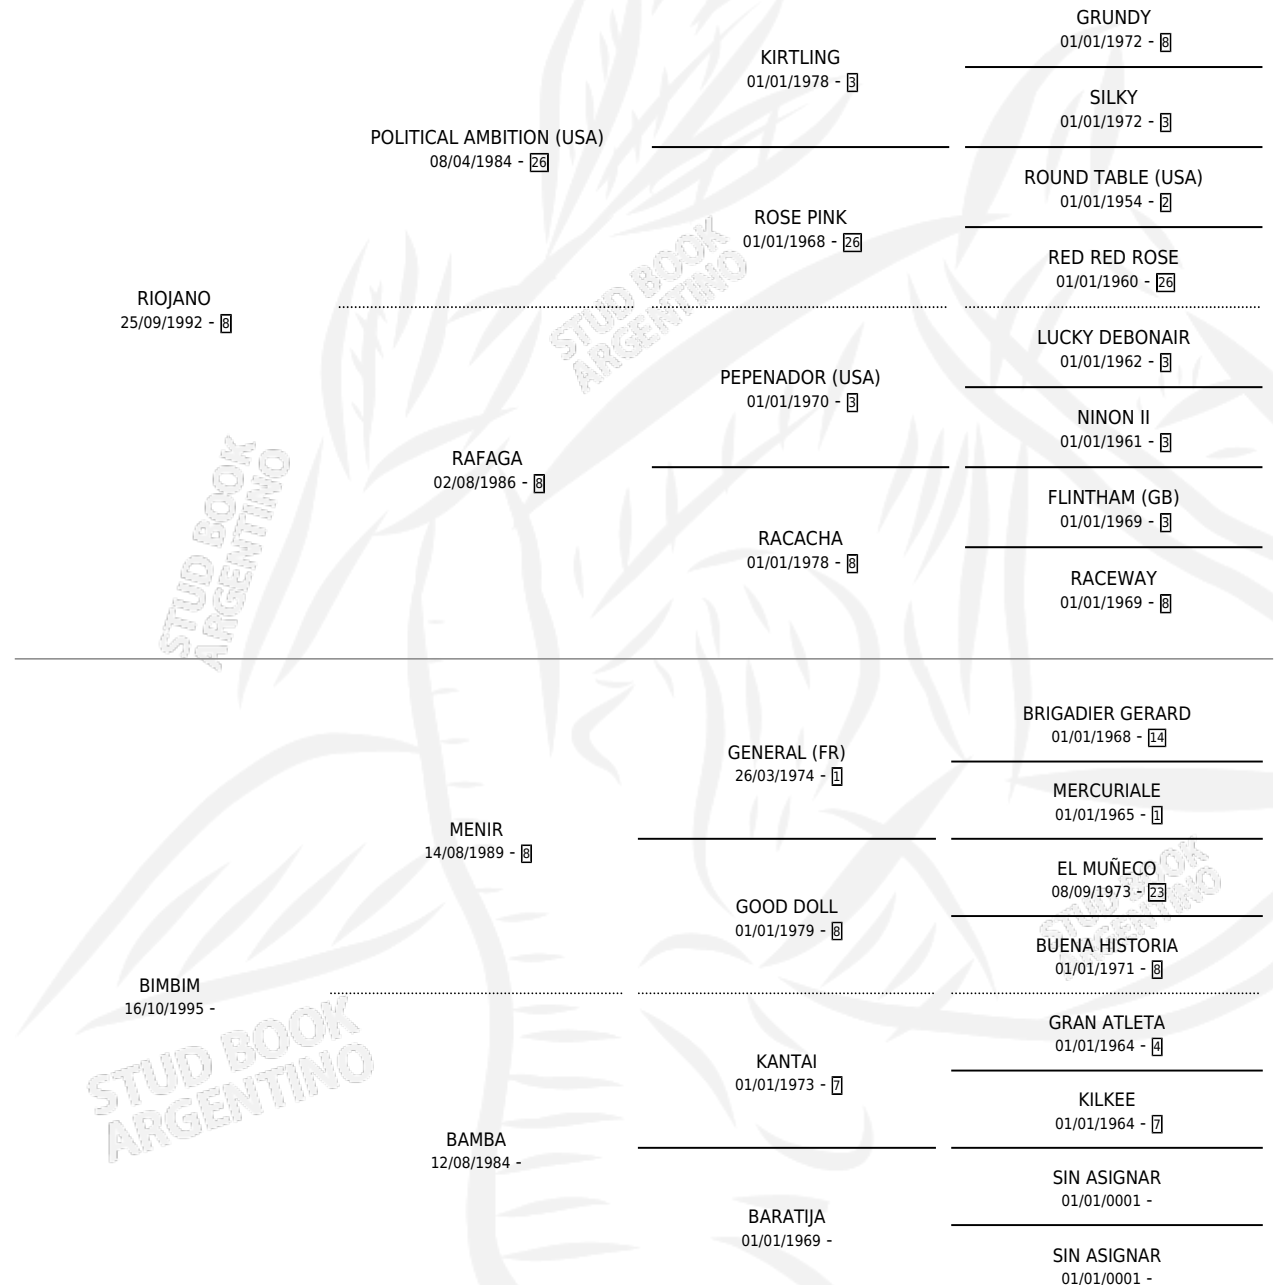 GRUNDY
01/01/1972 - 8
KIRTLING
01/01/1978 - 3
SILKY
01/01/1972 - 3
POLITICAL AMBITION (USA)
08/04/1984 - 26
ROUND TABLE (USA)
01/01/1954 - 2
ROSE PINK
01/01/1968 - 26
RED RED ROSE
01/01/1960 - 26
RIOJANO
25/09/1992 - 8
STUD BOOK
ARGENTINO
LUCKY DEBONAIR
01/01/1962 - 3
PEPENADOR (USA)
01/01/1970 - 3
NINON II
01/01/1961 - 3
RAFAGA
02/08/1986 - 8
FLINTHAM (GB)
01/01/1969 - 3
RACACHA
01/01/1978 - 8
RACEWAY
01/01/1969 - 8
STUD BOOK
ARGENTINO
BRIGADIER GERARD
01/01/1968 - 14
GENERAL (FR)
26/03/1974 - 1
MERCURIALE
01/01/1965 - 1
MENIR
14/08/1989 - 8
EL MUÑECO
08/09/1973 - 23
GOOD DOLL
01/01/1979 - 8
STUD BOOK
ARGENTINO
BUENA HISTORIA
01/01/1971 - 8
BIMBIM
16/10/1995 -
GRAN ATLETA
01/01/1964 - 4
KANTAI
01/01/1973 - 7
KILKEE
01/01/1964 - 7
STUD BOOK
ARGENTINO
BAMBA
12/08/1984 -
SIN ASIGNAR
01/01/0001 -
BARATIJA
01/01/1969 -
SIN ASIGNAR
01/01/0001 -